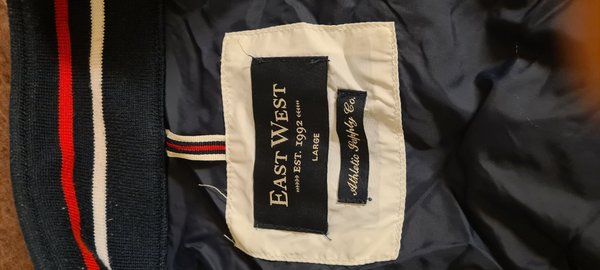 EAST WEST
»»»» EST. 1992 ««««
LARGE
Athletic Supply Co.